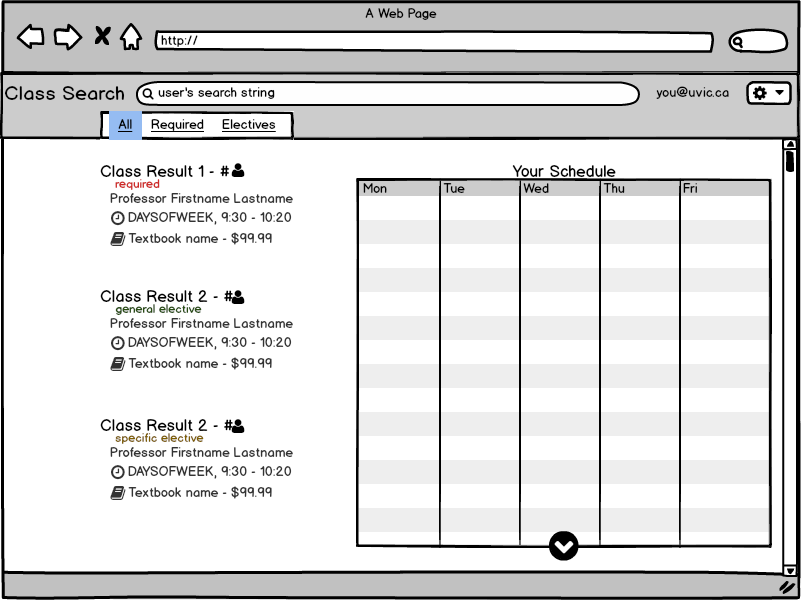 A Web Page
http://
Class Search
user's search string
you@uvic.ca
All Required Electives
Class Result 1 - #
required
Professor Firstname Lastname
DAYSOFWEEK, 9:30 - 10:20
Textbook name - $99.99
Class Result 2 - #
general elective
Professor Firstname Lastname
DAYSOFWEEK, 9:30 - 10:20
Textbook name - $99.99
Class Result 2 - #
specific elective
Professor Firstname Lastname
DAYSOFWEEK, 9:30 - 10:20
Textbook name - $99.99
Your Schedule
Mon Tue Wed Thu Fri